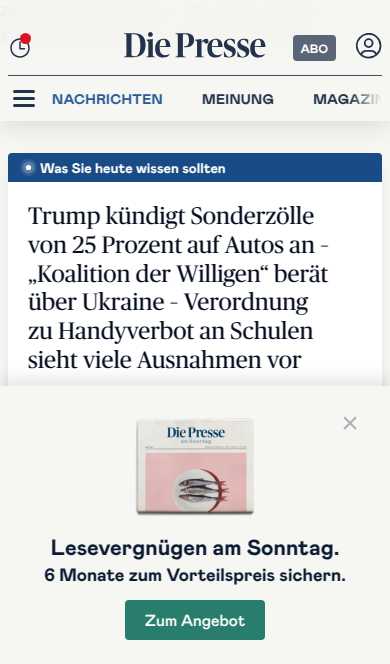 Die Presse
ABO
NACHRICHTEN MEINUNG MAGAZIN
Was Sie heute wissen sollten
Trump kündigt Sonderzölle
von 25 Prozent auf Autos an –
„Koalition der Willigen“ berät
über Ukraine – Verordnung
zu Handyverbot an Schulen
sieht viele Ausnahmen vor
Die Presse
am Sonntag
Lesevergnügen am Sonntag.
6 Monate zum Vorteilspreis sichern.
Zum Angebot